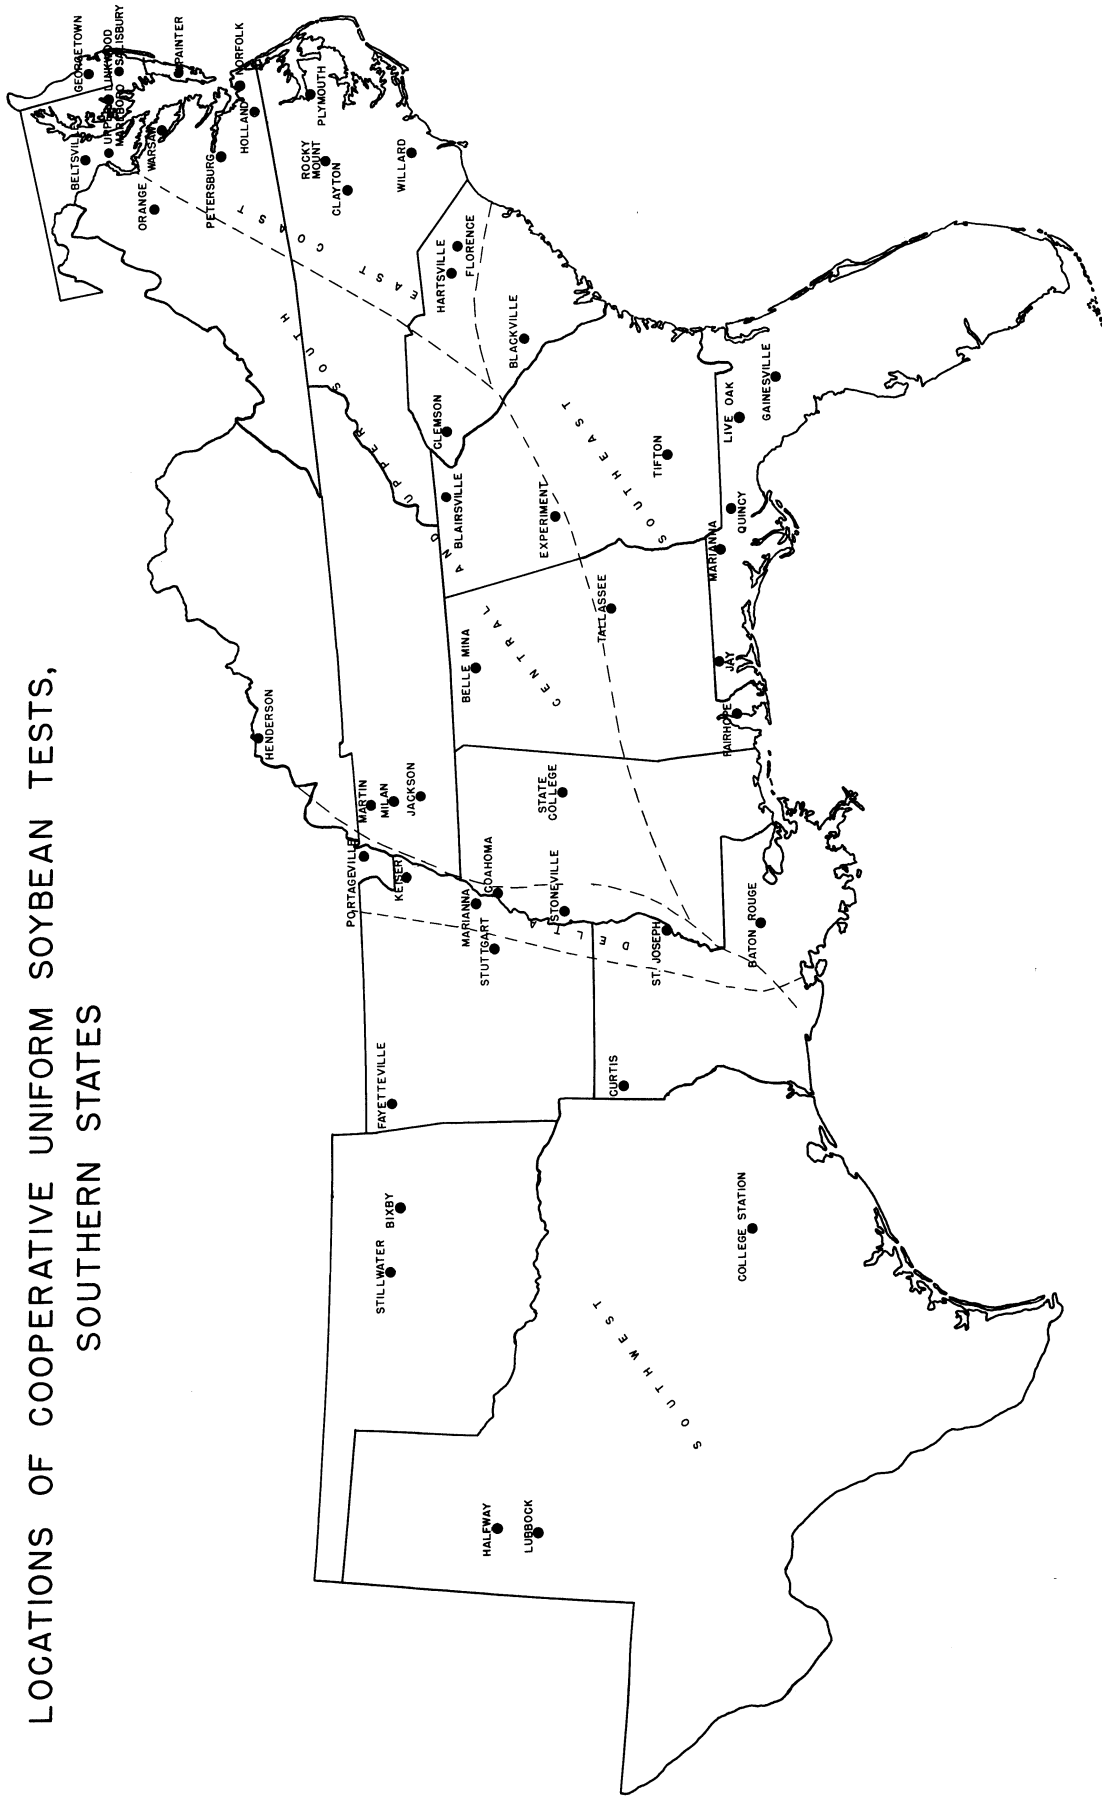 LOCATIONS OF COOPERATIVE UNIFORM SOYBEAN TESTS,
SOUTHERN STATES
GEORGETOWN
LINKWOOD
SALISBURY
BELTSVILLE
UPPER
MARLBORO
PAINTER
WARSAW
ORANGE
NORFOLK
HOLLAND
PETERSBURG
PLYMOUTH
ROCKY
MOUNT
CLAYTON
WILLARD
HARTSVILLE
FLORENCE
BLACKVILLE
CLEMSON
BLAIRSVILLE
EXPERIMENT
TIFTON
LIVE OAK
GAINESVILLE
QUINCY
MARIANNA
JAY
TALLASSEE
BELLE MINA
FAIRHOPE
HENDERSON
MARTIN
MILAN
JACKSON
STATE
COLLEGE
PORTAGEVILLE
KEISER
MARIANNA
COAHOMA
STUTTGART
STONEVILLE
ST. JOSEPH
BATON ROUGE
CURTIS
FAYETTEVILLE
BIXBY
STILLWATER
COLLEGE STATION
HALFWAY
LUBBOCK
UPPER SOUTH EAST COAST
CENTRAL AND
SOUTHEAST
DELTA
SOUTHWEST